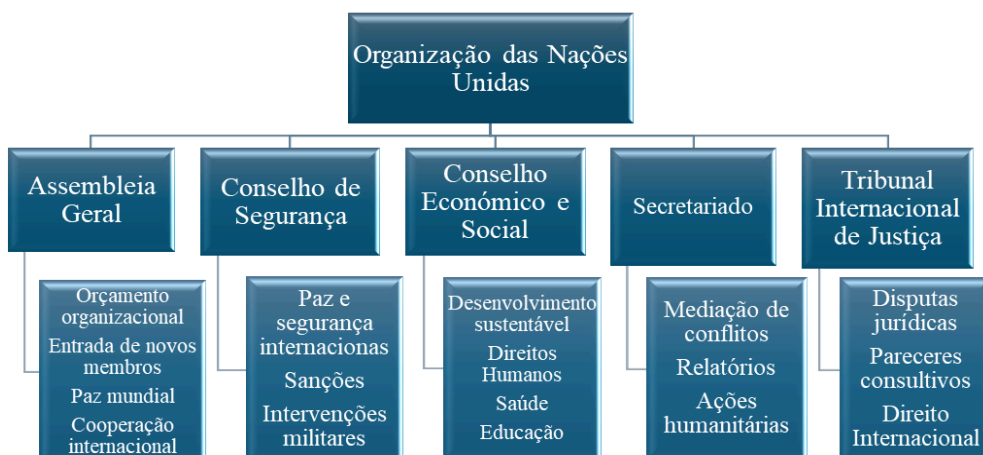 Organização das Nações
Unidas
Assembleia
Geral
Conselho de
Segurança
Conselho
Económico e
Social
Secretariado
Tribunal
Internacional
de Justiça
Orçamento
organizacional
Entrada de novos
membros
Paz mundial
Cooperação
internacional
Paz e
segurança
internacionas
Sanções
Intervenções
militares
Desenvolvimento
sustentável
Direitos
Humanos
Saúde
Educação
Mediação de
conflitos
Relatórios
Ações
humanitárias
Disputas
jurídicas
Pareceres
consultivos
Direito
Internacional